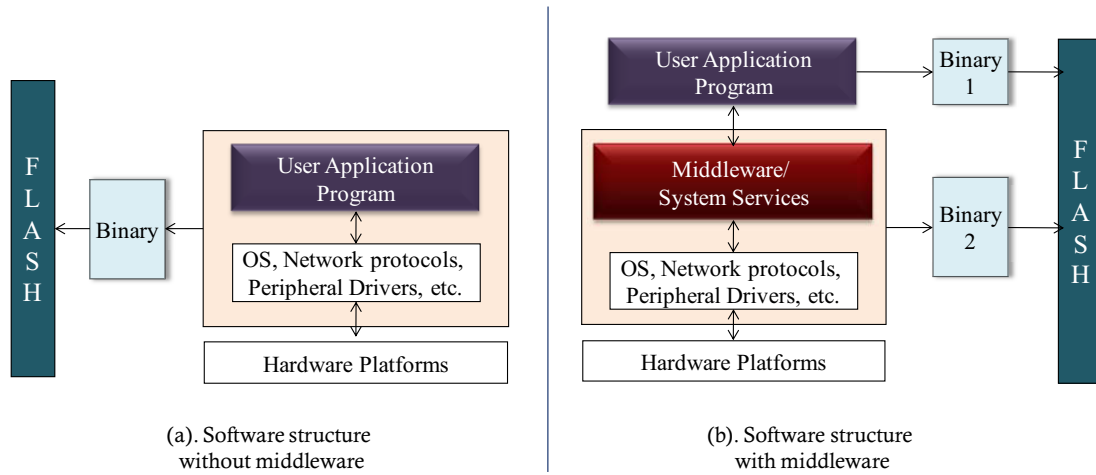 F
L
A
S
H
Binary
User Application
Program
OS, Network protocols,
Peripheral Drivers, etc.
Hardware Platforms
(a). Software structure
without middleware
User Application
Program
Middleware/
System Services
OS, Network protocols,
Peripheral Drivers, etc.
Hardware Platforms
Binary
1
Binary
2
F
L
A
S
H
(b). Software structure
with middleware